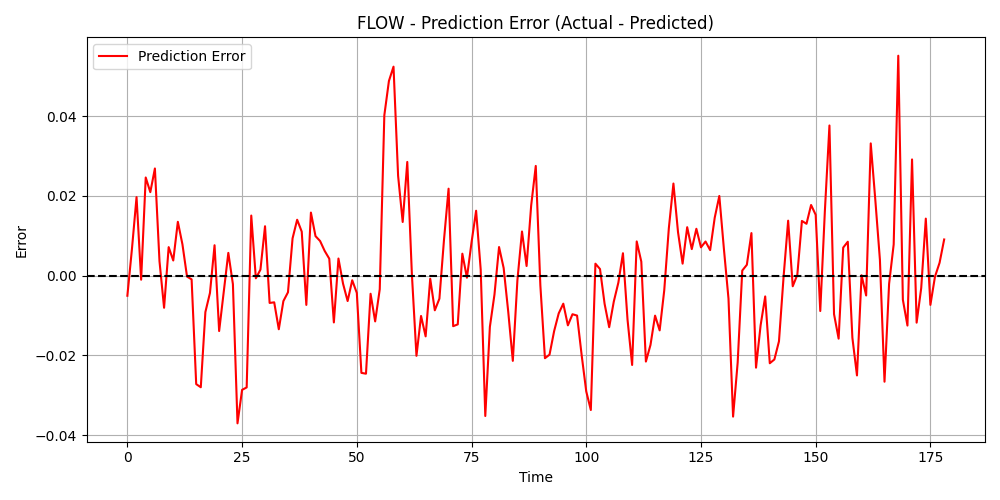 FLOW - Prediction Error (Actual - Predicted)
Prediction Error
Error
0.04
0.02
0.00
−0.02
−0.04
0 25 50 75 100 125 150 175
Time